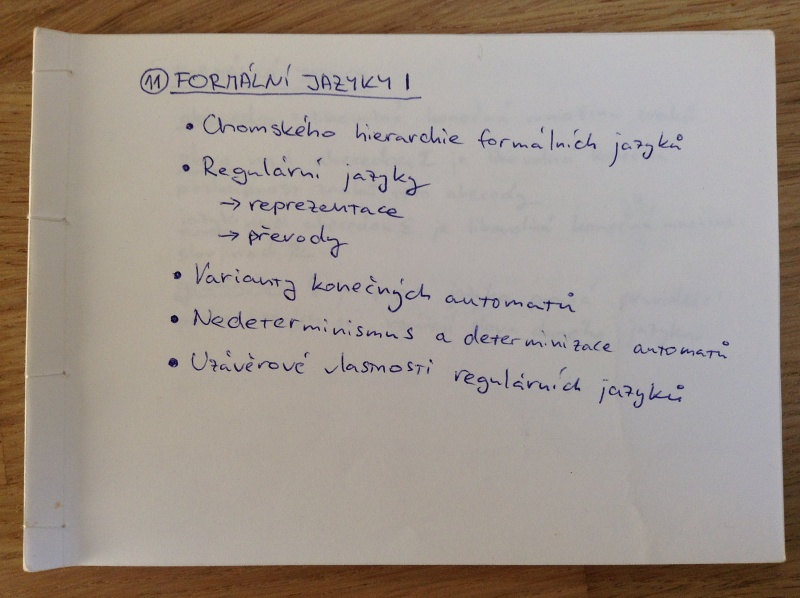 11 FORMÁLNÍ JAZYKY I
• Chomského hierarchie formálních jazyků
• Regulární jazyky
→ reprezentace
→ převody
• Varianty konečných automatů
• Nedeterminismus a determinizace automatů
• Uzávěrové vlastnosti regulárních jazyků